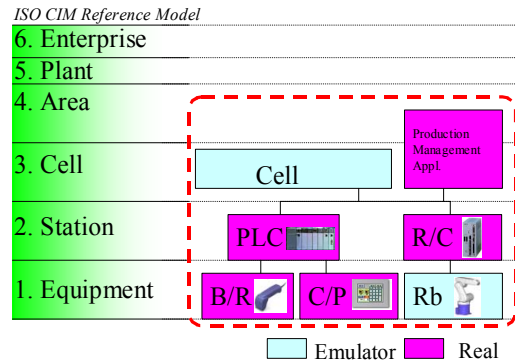 ISO CIM Reference Model
6. Enterprise
5. Plant
4. Area
Production
Management
Appl.
3. Cell
Cell
2. Station
PLC
R/C
1. Equipment
B/R
C/P
Rb
Emulator
Real